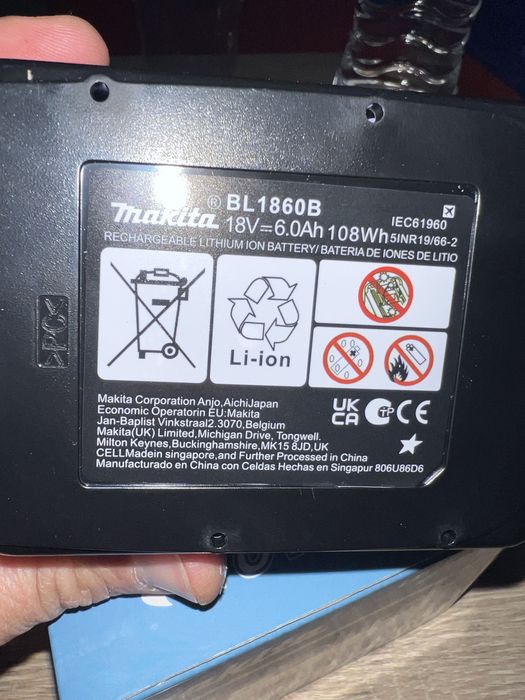 Makita ® BL1860B
18V⎓6.0Ah 108Wh
IEC61960
5INR19/66-2
RECHARGEABLE LITHIUM ION BATTERY/ BATERIA DE IONES DE LITIO
Li-ion
>PC<
Makita Corporation Anjo,AichiJapan
Economic Operatorin EU:Makita
Jan-Baplist Vinkstraal2.3070,Belgium
Makita(UK) Limited,Michigan Drive, Tongwell.
Milton Keynes,Buckinghamshire,MK15 8JD,UK
CELLMadein singapore,and Further Processed in China
Manufacturado en China con Celdas Hechas en Singapur 806U86D6
UK
CA
CE